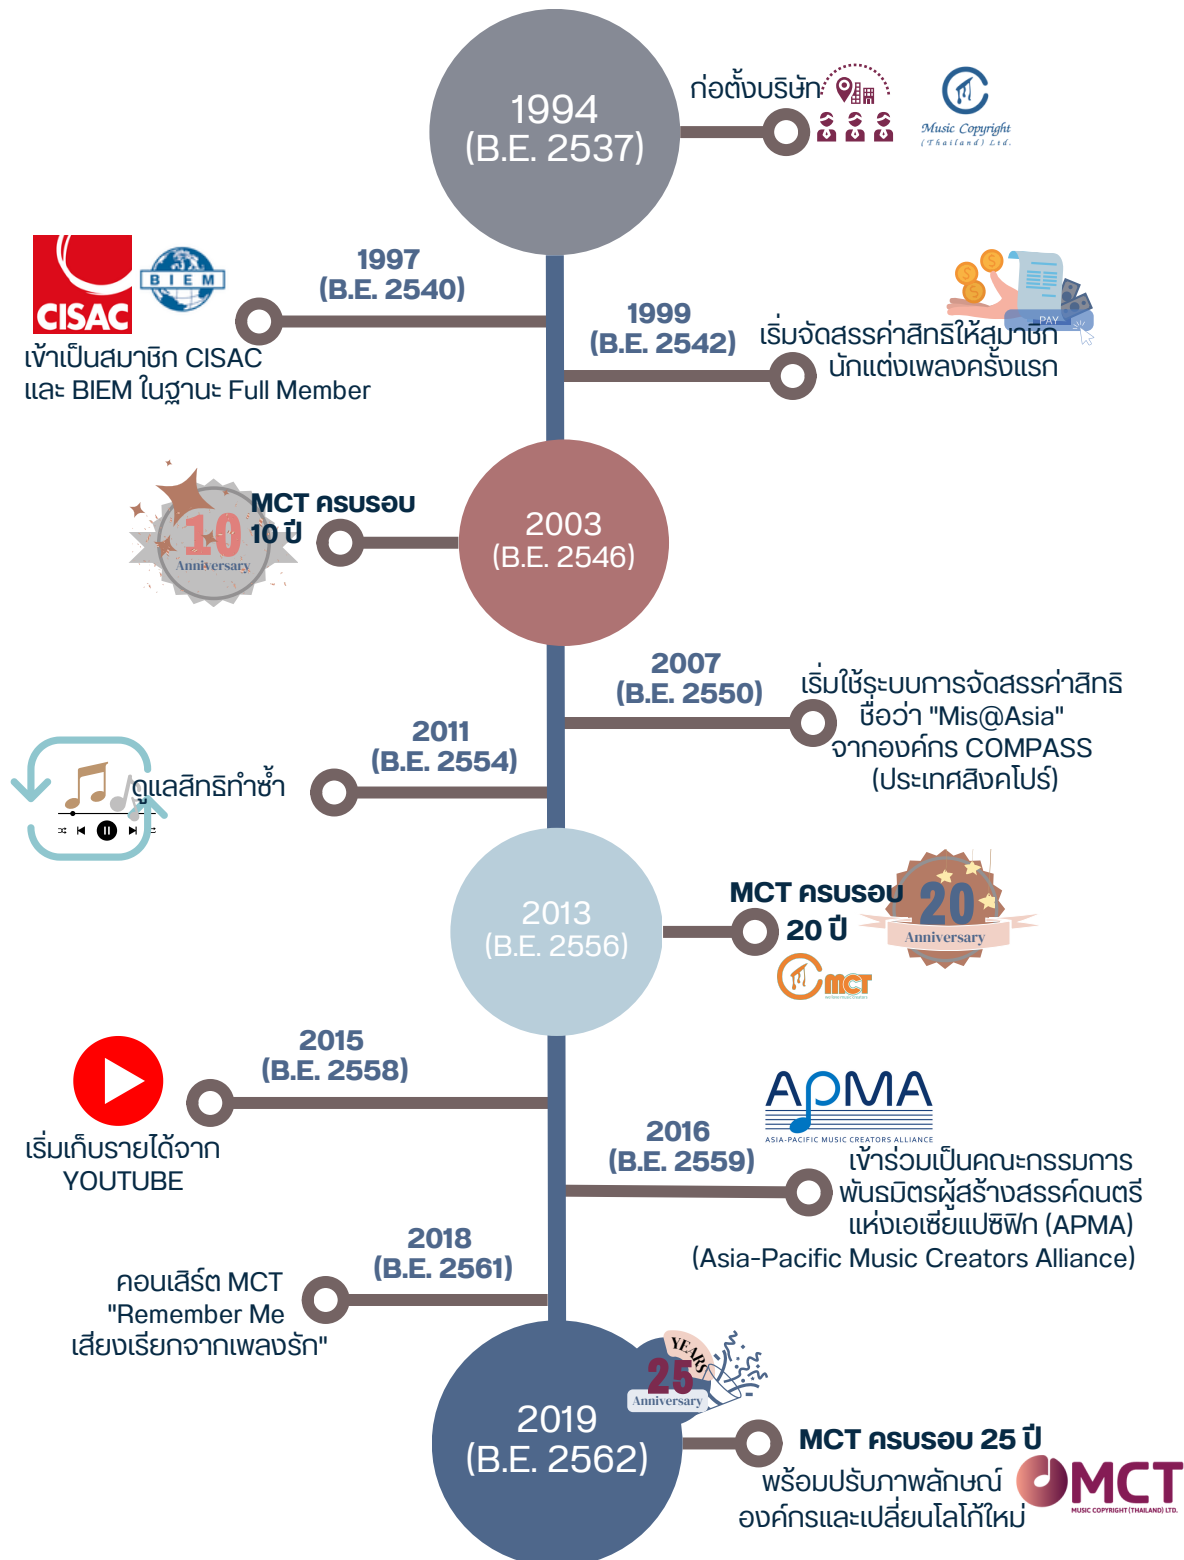 1994
(B.E. 2537)
ก่อตั้งบริษัท
Music Copyright
(Thailand) Ltd.
CISAC
BIEM
1997
(B.E. 2540)
เข้าเป็นสมาชิก CISAC
และ BIEM ในฐานะ Full Member
1999
(B.E. 2542)
PAY
เริ่มจัดสรรค่าสิทธิให้สมาชิก
นักแต่งเพลงครั้งแรก
10
Anniversary
MCT ครบรอบ
10 ปี
2003
(B.E. 2546)
2007
(B.E. 2550)
เริ่มใช้ระบบการจัดสรรค่าสิทธิ
ชื่อว่า "Mis@Asia"
จากองค์กร COMPASS
(ประเทศสิงคโปร์)
2011
(B.E. 2554)
ดูแลสิทธิทำซ้ำ
2013
(B.E. 2556)
MCT ครบรอบ
20 ปี
20
Anniversary
MCT
2015
(B.E. 2558)
เริ่มเก็บรายได้จาก
YOUTUBE
APMA
ASIA-PACIFIC MUSIC CREATORS ALLIANCE
2016
(B.E. 2559)
เข้าร่วมเป็นคณะกรรมการ
พันธมิตรผู้สร้างสรรค์ดนตรี
แห่งเอเชียแปซิฟิก (APMA)
(Asia-Pacific Music Creators Alliance)
2018
(B.E. 2561)
คอนเสิร์ต MCT
"Remember Me
เสียงเรียกจากเพลงรัก"
YEARS
25
Anniversary
2019
(B.E. 2562)
MCT ครบรอบ 25 ปี
พร้อมปรับภาพลักษณ์
องค์กรและเปลี่ยนโลโก้ใหม่
MCT
MUSIC COPYRIGHT (THAILAND) LTD.